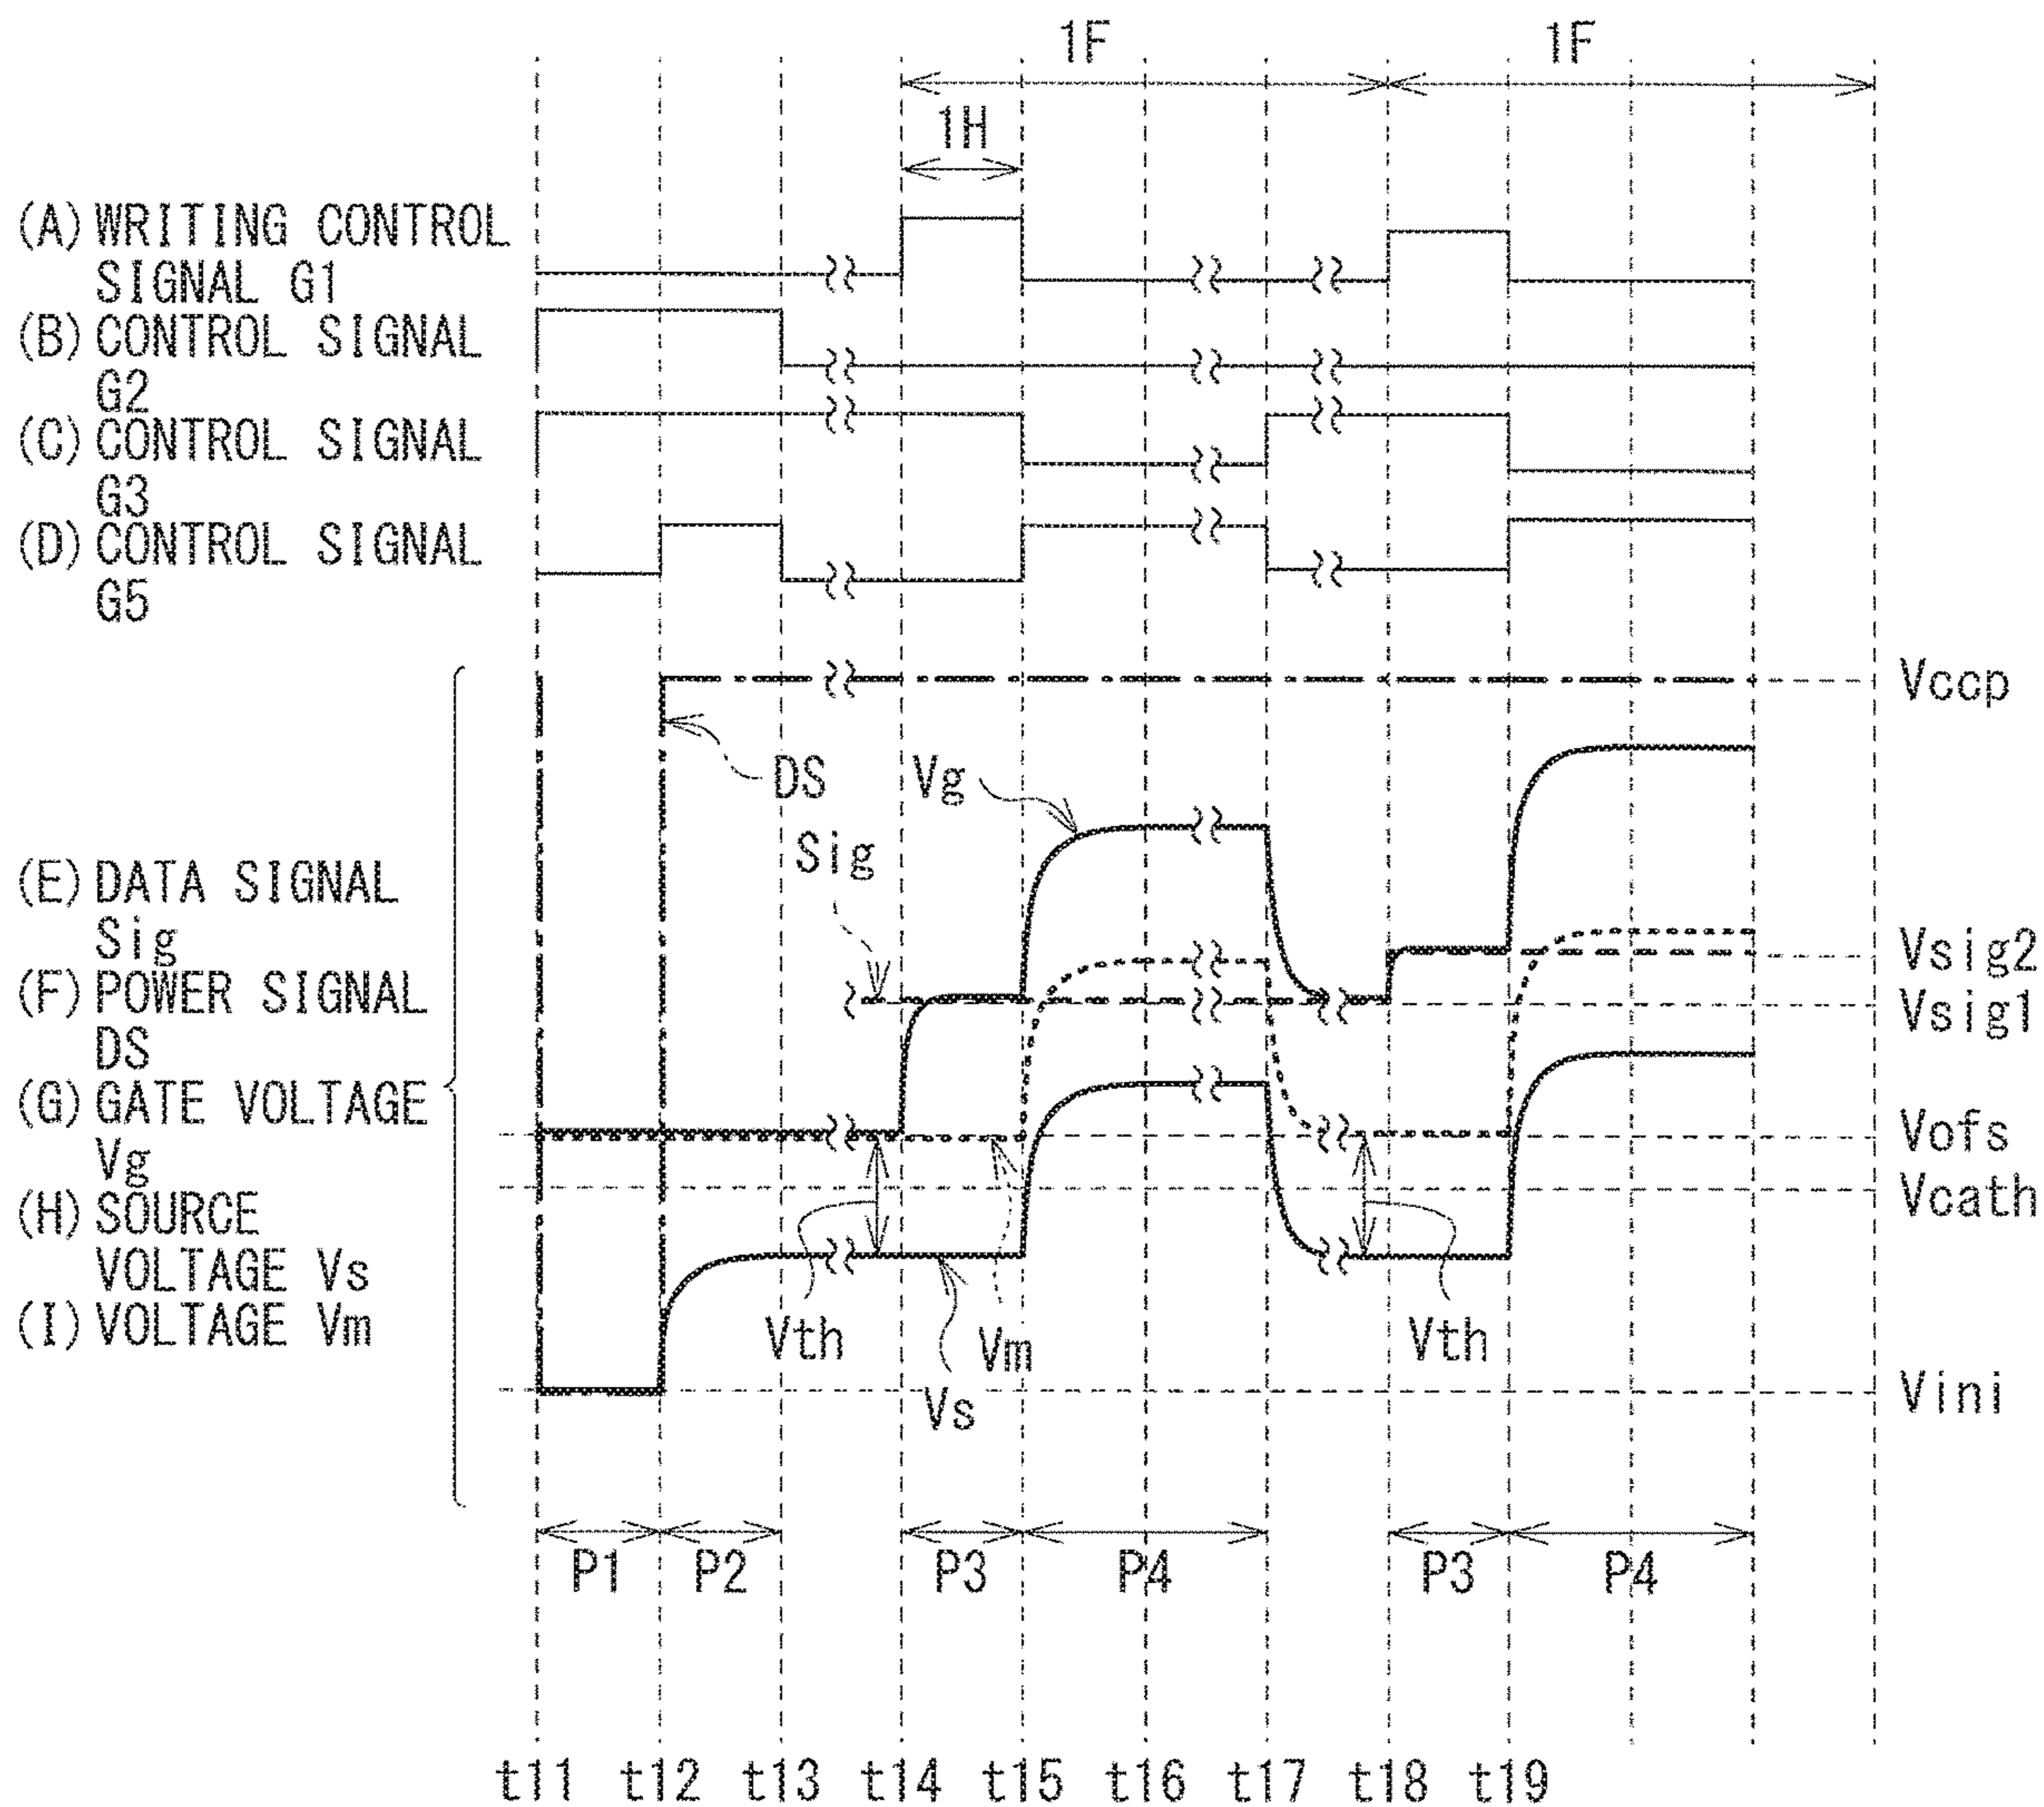 1F 1F
1H
(A) WRITING CONTROL
SIGNAL G1
(B) CONTROL SIGNAL
G2
(C) CONTROL SIGNAL
G3
(D) CONTROL SIGNAL
G5
Vccp
DS Vg
Sig
(E) DATA SIGNAL
Sig
Vsig2
(F) POWER SIGNAL
DS
Vsig1
(G) GATE VOLTAGE
Vg
Vofs
Vcath
(H) SOURCE
VOLTAGE Vs
(I) VOLTAGE Vm
Vth Vm Vth
Vs
Vini
P1 P2 P3 P4 P3 P4
t11 t12 t13 t14 t15 t16 t17 t18 t19